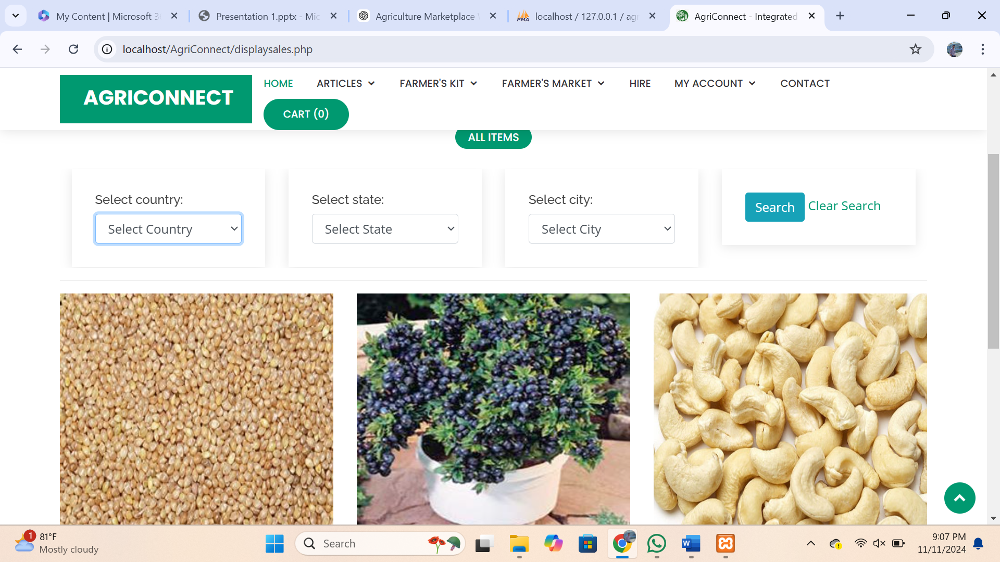 My Content | Microsoft 3
Presentation 1.pptx - Mic
Agriculture Marketplace
localhost / 127.0.0.1 / agr
AgriConnect - Integrated
localhost/AgriConnect/displaysales.php
AGRICONNECT
HOME
ARTICLES
FARMER'S KIT
FARMER'S MARKET
HIRE
MY ACCOUNT
CONTACT
CART (0)
ALL ITEMS
Select country:
Select Country
Select state:
Select State
Select city:
Select City
Search
Clear Search
1
81°F
Mostly cloudy
Search
9:07 PM
11/11/2024